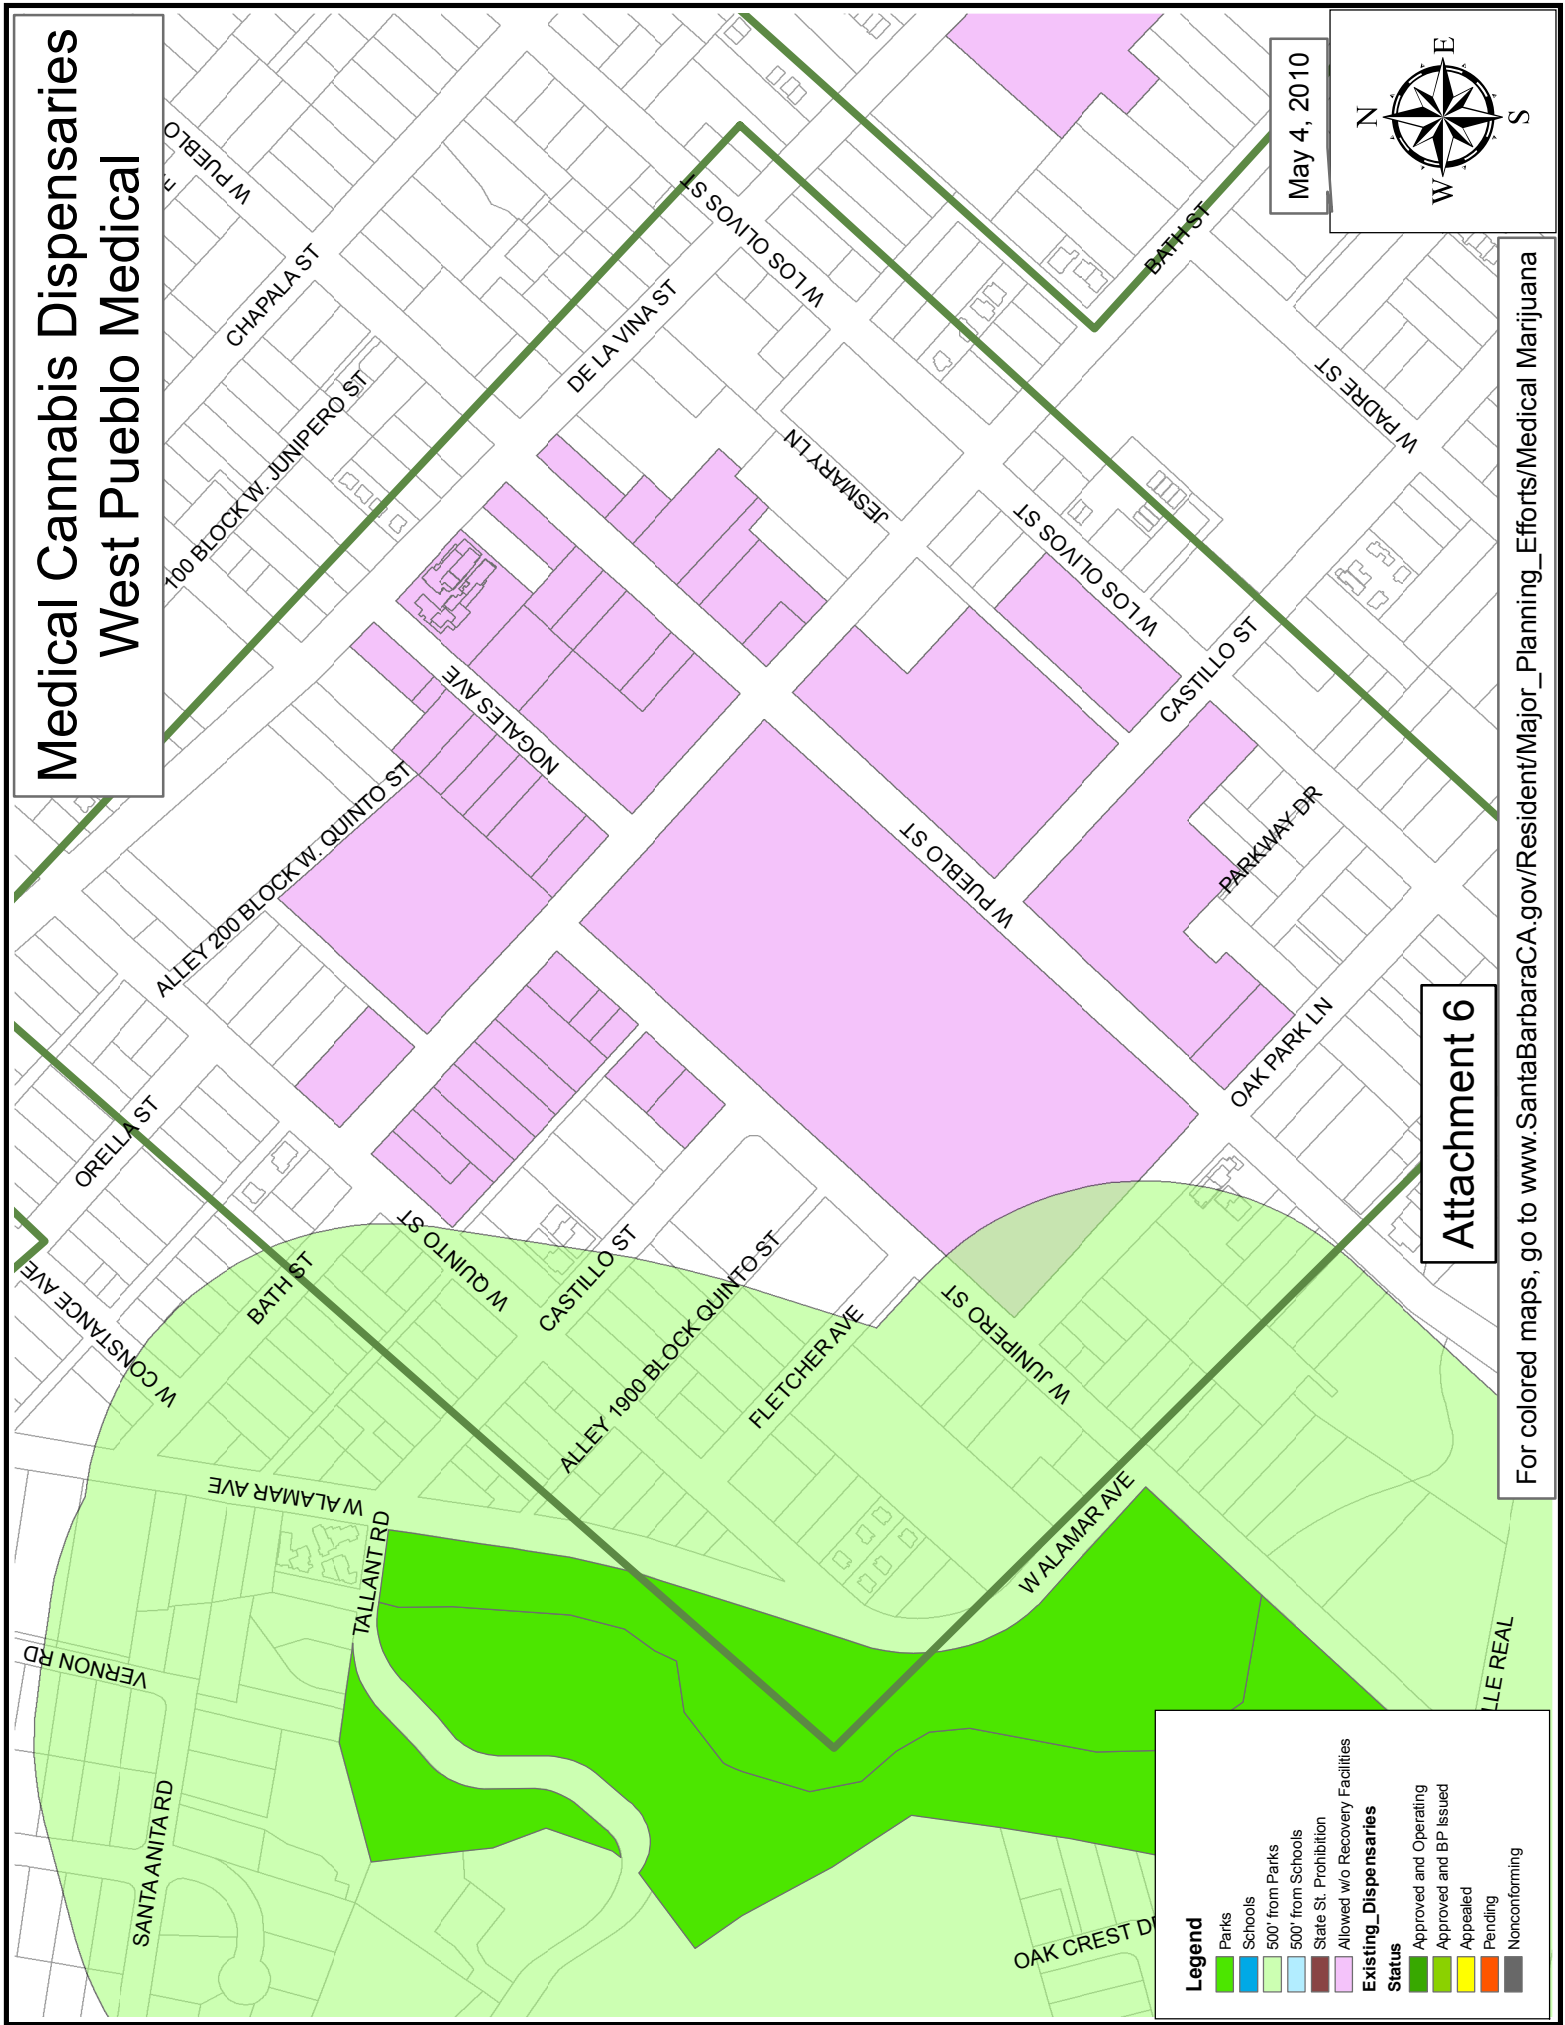 Medical Cannabis Dispensaries
West Pueblo Medical
W PUEBLO
CHAPALA ST
100 BLOCK W. JUNIPERO ST
DE LA VINA ST
W LOS OLIVOS ST
BATH ST
May 4, 2010
N
E
S
W
W PADRE ST
JESMARY LN
W LOS OLIVOS ST
CASTILLO ST
NOGALES AVE
ALLEY 200 BLOCK W. QUINTO ST
W PUEBLO ST
PARKWAY DR
OAK PARK LN
ORELLA ST
W CONSTANCE AVE
BATH ST
W QUINTO ST
CASTILLO ST
ALLEY 1900 BLOCK QUINTO ST
FLETCHER AVE
W JUNIPERO ST
W ALAMAR AVE
TALLANT RD
W ALAMAR AVE
VERNON RD
SANTA ANITA RD
OAK CREST D
LLE REAL
Attachment 6
For colored maps, go to www.SantaBarbaraCA.gov/Resident/Major_Planning_Efforts/Medical Marijuana
Legend
Parks
Schools
500' from Parks
500' from Schools
State St. Prohibition
Allowed w/o Recovery Facilities
Existing_Dispensaries
Status
Approved and Operating
Approved and BP Issued
Appealed
Pending
Nonconforming